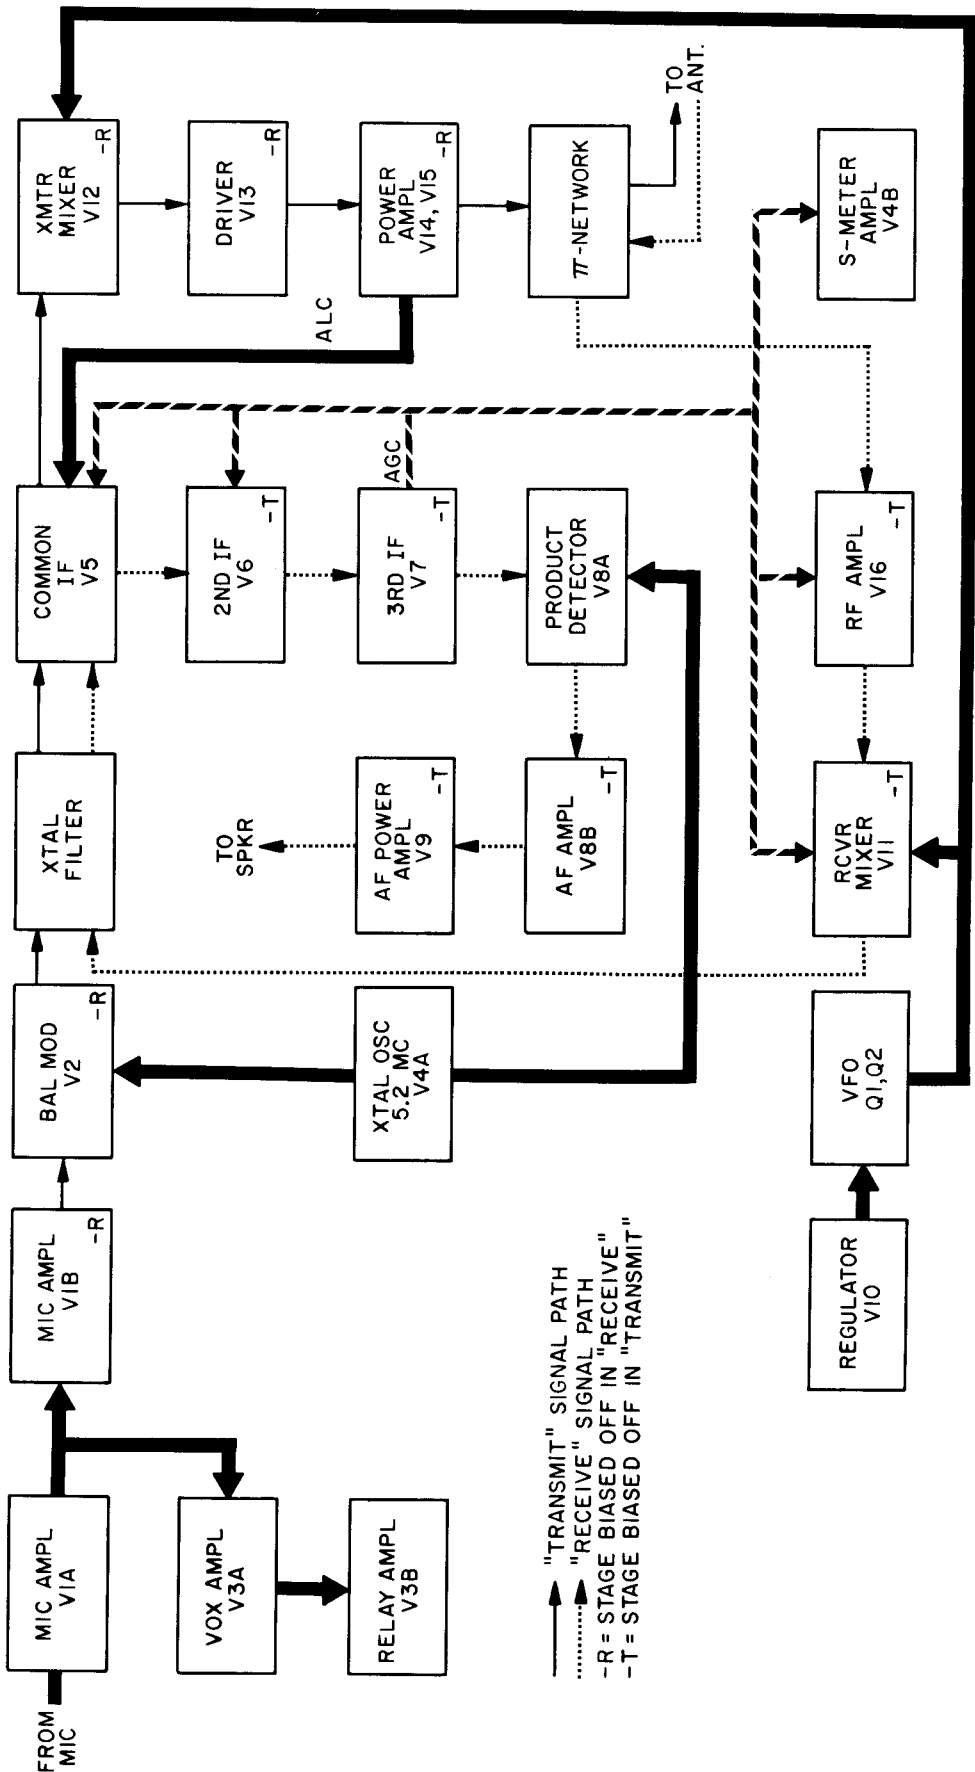 FROM
MIC
MIC AMPL
V1A
MIC AMPL
V1B
-R
BAL MOD
V2
-R
XTAL
FILTER
COMMON
IF
V5
XMTR
MIXER
V12
-R
VOX AMPL
V3A
RELAY AMPL
V3B
TO
SPKR
2ND IF
V6
-T
DRIVER
V13
-R
ALC
XTAL OSC
5.2 MC
V4A
AF POWER
AMPL
V9
-T
3RD IF
V7
-T
AGC
POWER
AMPL
V14, V15
-R
AF AMPL
V8B
-T
PRODUCT
DETECTOR
V8A
π-NETWORK
TO
ANT.
"TRANSMIT" SIGNAL PATH
"RECEIVE" SIGNAL PATH
-R = STAGE BIASED OFF IN "RECEIVE"
-T = STAGE BIASED OFF IN "TRANSMIT"
REGULATOR
V10
VFO
Q1,Q2
RCVR
MIXER
V11
-T
RF AMPL
V16
-T
S-METER
AMPL
V4B